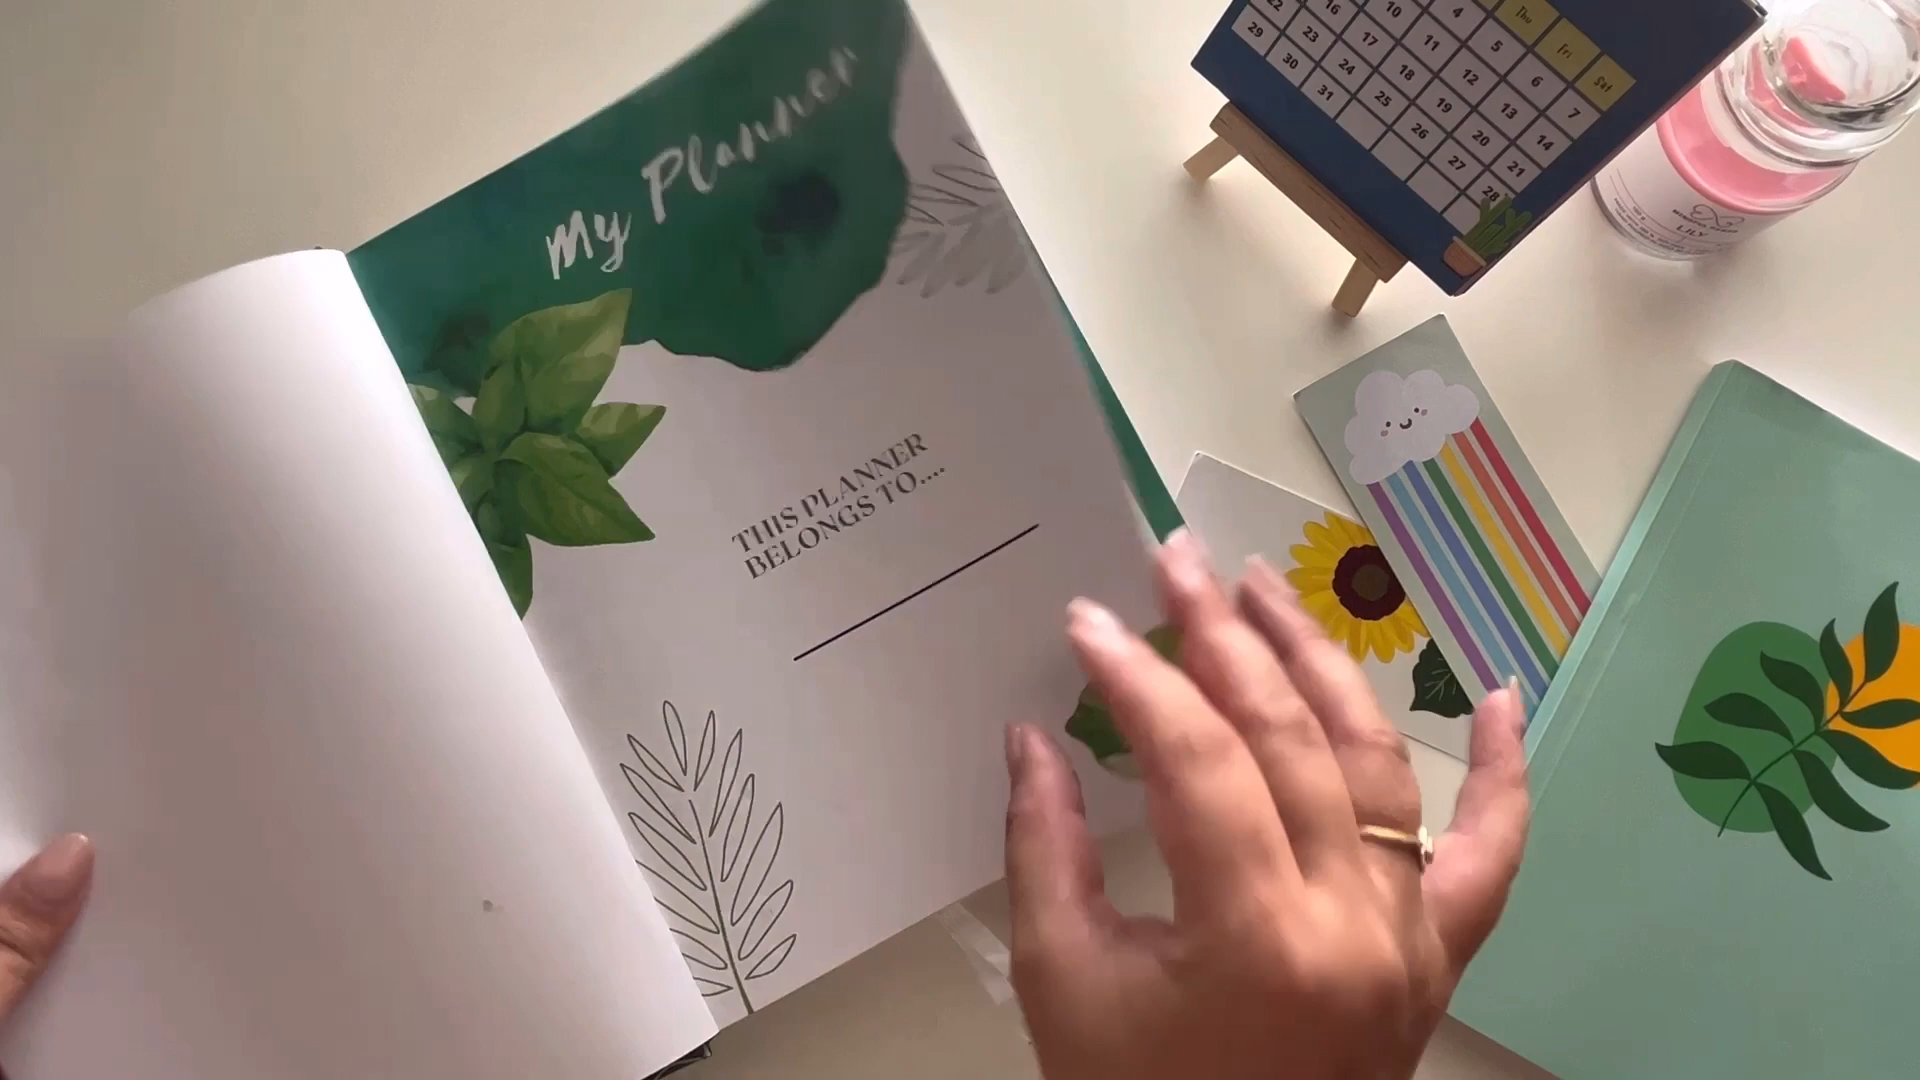 My Planner
THIS PLANNER
BELONGS TO....
Thu Fri Sat
4 5 6 7
10 11 12 13 14
16 17 18 19 20 21
22 23 24 25 26 27 28
29 30 31
LILY